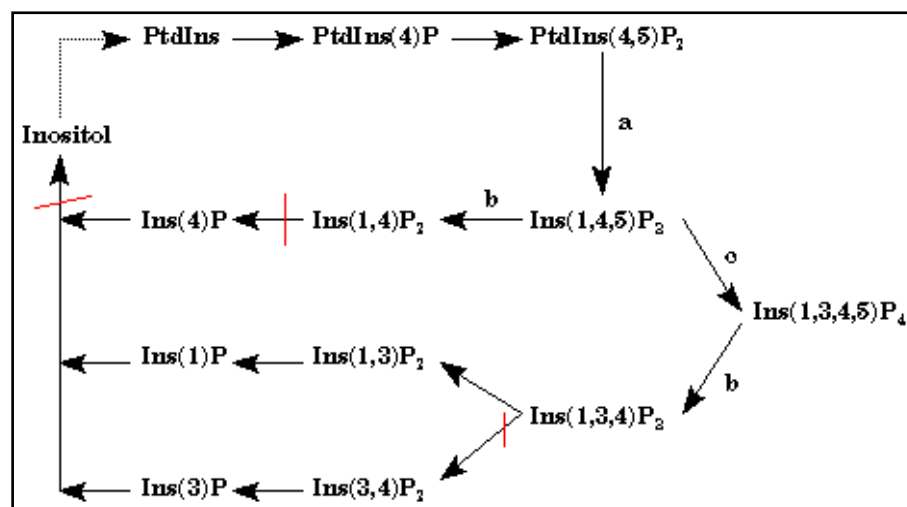 PtdIns PtdIns(4)P PtdIns(4,5)P₂
a
Inositol
b
Ins(4)P Ins(1,4)P₂ Ins(1,4,5)P₃
c
Ins(1,3,4,5)P₄
Ins(1)P Ins(1,3)P₂
b
Ins(1,3,4)P₃
Ins(3)P Ins(3,4)P₂